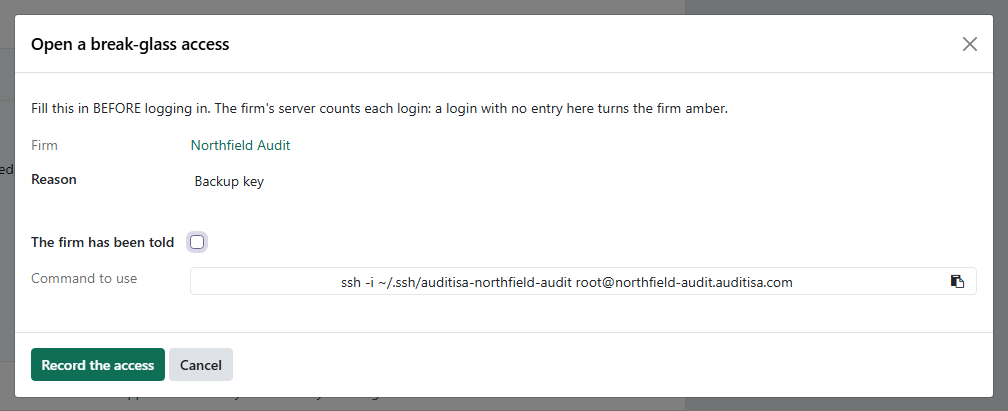 Open a break-glass access
Fill this in BEFORE logging in. The firm's server counts each login: a login with no entry here turns the firm amber.
Firm
Northfield Audit
Reason
Backup key
The firm has been told
Command to use
ssh -i ~/.ssh/auditisa-northfield-audit root@northfield-audit.auditisa.com
Record the access
Cancel